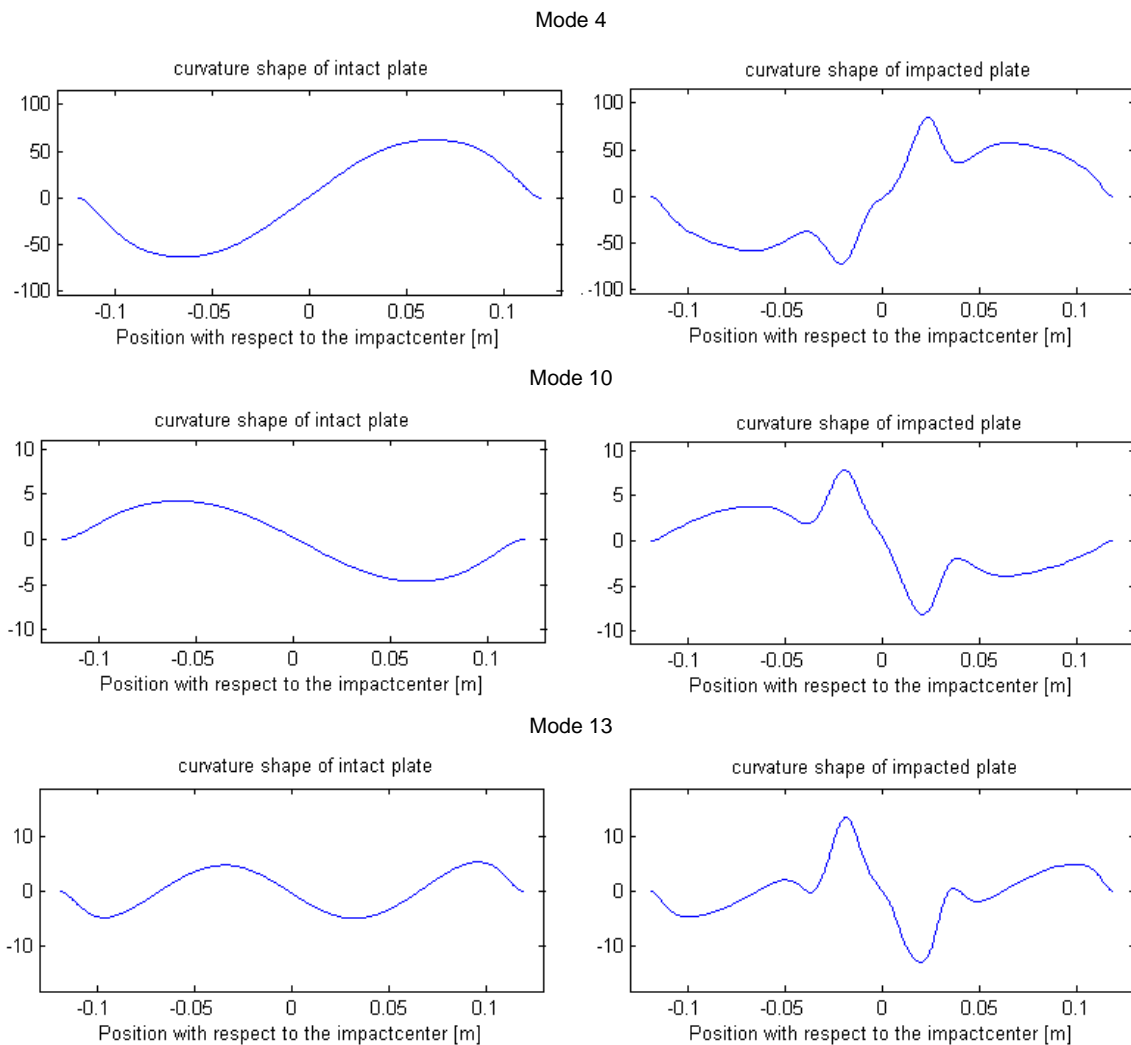 Mode 4
curvature shape of intact plate
curvature shape of impacted plate
100
50
0
-50
-100
-0.1 -0.05 0 0.05 0.1
Position with respect to the impactcenter [m]
100
50
0
-50
-100
-0.1 -0.05 0 0.05 0.1
Position with respect to the impactcenter [m]
Mode 10
curvature shape of intact plate
curvature shape of impacted plate
10
5
0
-5
-10
-0.1 -0.05 0 0.05 0.1
Position with respect to the impactcenter [m]
10
5
0
-5
-10
-0.1 -0.05 0 0.05 0.1
Position with respect to the impactcenter [m]
Mode 13
curvature shape of intact plate
curvature shape of impacted plate
10
0
-10
-0.1 -0.05 0 0.05 0.1
Position with respect to the impactcenter [m]
10
0
-10
-0.1 -0.05 0 0.05 0.1
Position with respect to the impactcenter [m]